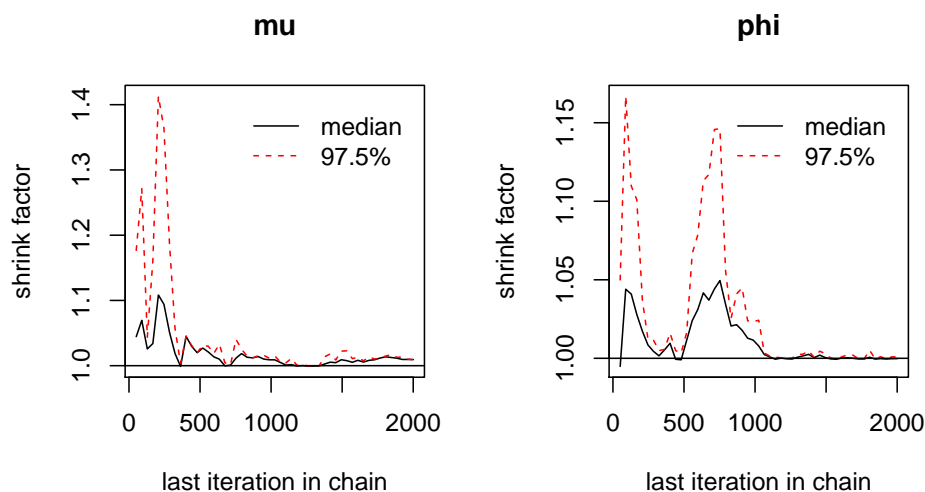 mu
shrink factor
1.0
1.1
1.2
1.3
1.4
median
97.5%
0
500
1000
2000
last iteration in chain
phi
shrink factor
1.00
1.05
1.10
1.15
median
97.5%
0
500
1000
2000
last iteration in chain